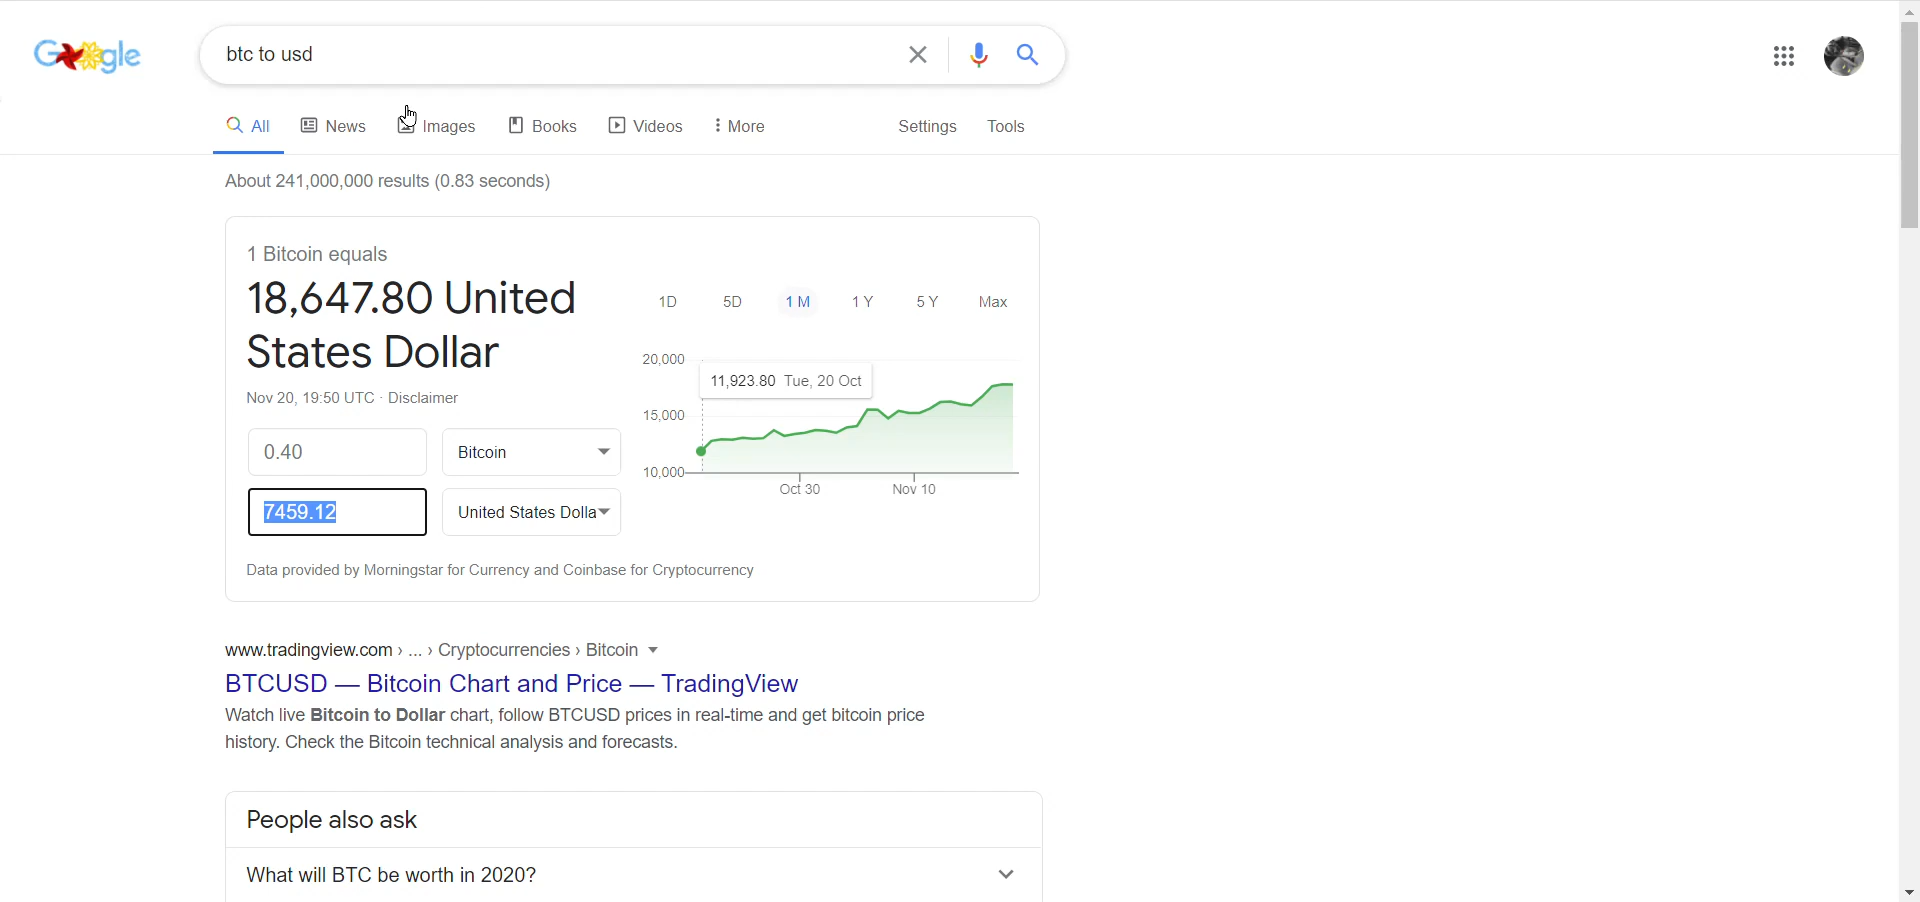 Google
btc to usd
All News Images Books Videos More Settings Tools
About 241,000,000 results (0.83 seconds)
1 Bitcoin equals
18,647.80 United
States Dollar
Nov 20, 19:50 UTC · Disclaimer
0.40 Bitcoin
7459.12 United States Dolla
1D 5D 1 M 1 Y 5 Y Max
20,000
11,923.80 Tue, 20 Oct
15,000
10,000
Oct 30 Nov 10
Data provided by Morningstar for Currency and Coinbase for Cryptocurrency
www.tradingview.com › ... › Cryptocurrencies › Bitcoin
BTCUSD — Bitcoin Chart and Price — TradingView
Watch live Bitcoin to Dollar chart, follow BTCUSD prices in real-time and get bitcoin price
history. Check the Bitcoin technical analysis and forecasts.
People also ask
What will BTC be worth in 2020?